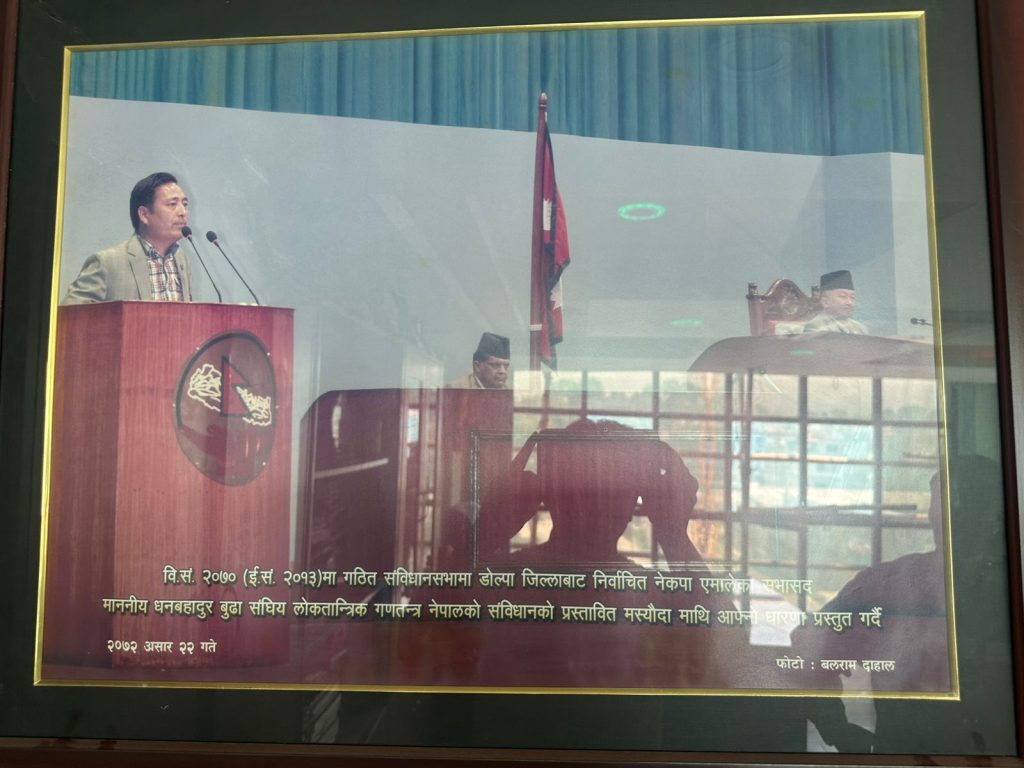 वि.सं. २०७० (ई.सं. २०१३)मा गठित संविधानसभामा डोल्पा जिल्लाबाट निर्वाचित नेकपा एमालेका सभासद
माननीय धनबहादुर बुढा संघिय लोकतान्त्रिक गणतन्त्र नेपालको संविधानको प्रस्तावित मस्यौदा माथि आफ्नो धारणा प्रस्तुत गर्दै
२०७२ असार २२ गते
फोटो : बलराम दाहाल